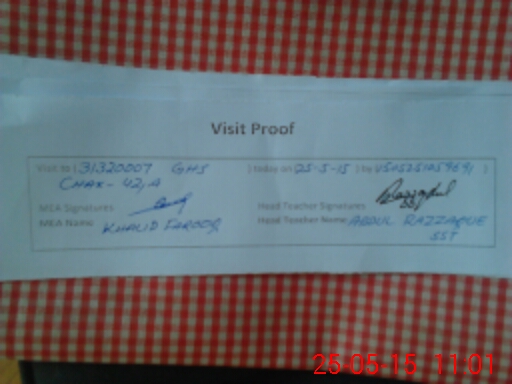 Visit Proof
Visit to (31320007 GHS ) today on (25-5-15 ) by ( )
CHAK- 42/A
MEA Signatures Head Teacher Signatures
MEA Name KHALID FAROOQ Head Teacher Name ABDUL RAZZAQUE
SST
25-05-15 11:01